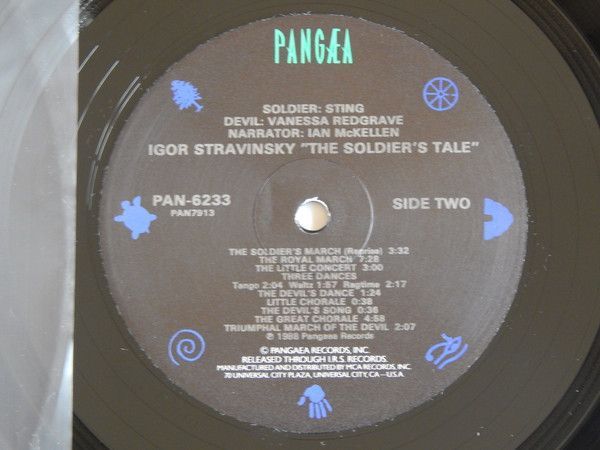 PANGÆA
SOLDIER: STING
DEVIL: VANESSA REDGRAVE
NARRATOR: IAN McKELLEN
IGOR STRAVINSKY "THE SOLDIER'S TALE"
PAN-6233
PAN7913
SIDE TWO
THE SOLDIER'S MARCH (Reprise) 3:32
THE ROYAL MARCH 7:28
THE LITTLE CONCERT 3:00
THREE DANCES
Tango 2:04 Waltz 1:57 Ragtime 2:17
THE DEVIL'S DANCE 1:24
LITTLE CHORALE 0:38
THE DEVIL'S SONG 0:36
THE GREAT CHORALE 4:58
TRIUMPHAL MARCH OF THE DEVIL 2:07
℗ 1988 Pangaea Records
© PANGAEA RECORDS, INC.
RELEASED THROUGH I.R.S. RECORDS.
MANUFACTURED AND DISTRIBUTED BY MCA RECORDS, INC.
70 UNIVERSAL CITY PLAZA, UNIVERSAL CITY, CA – U.S.A.